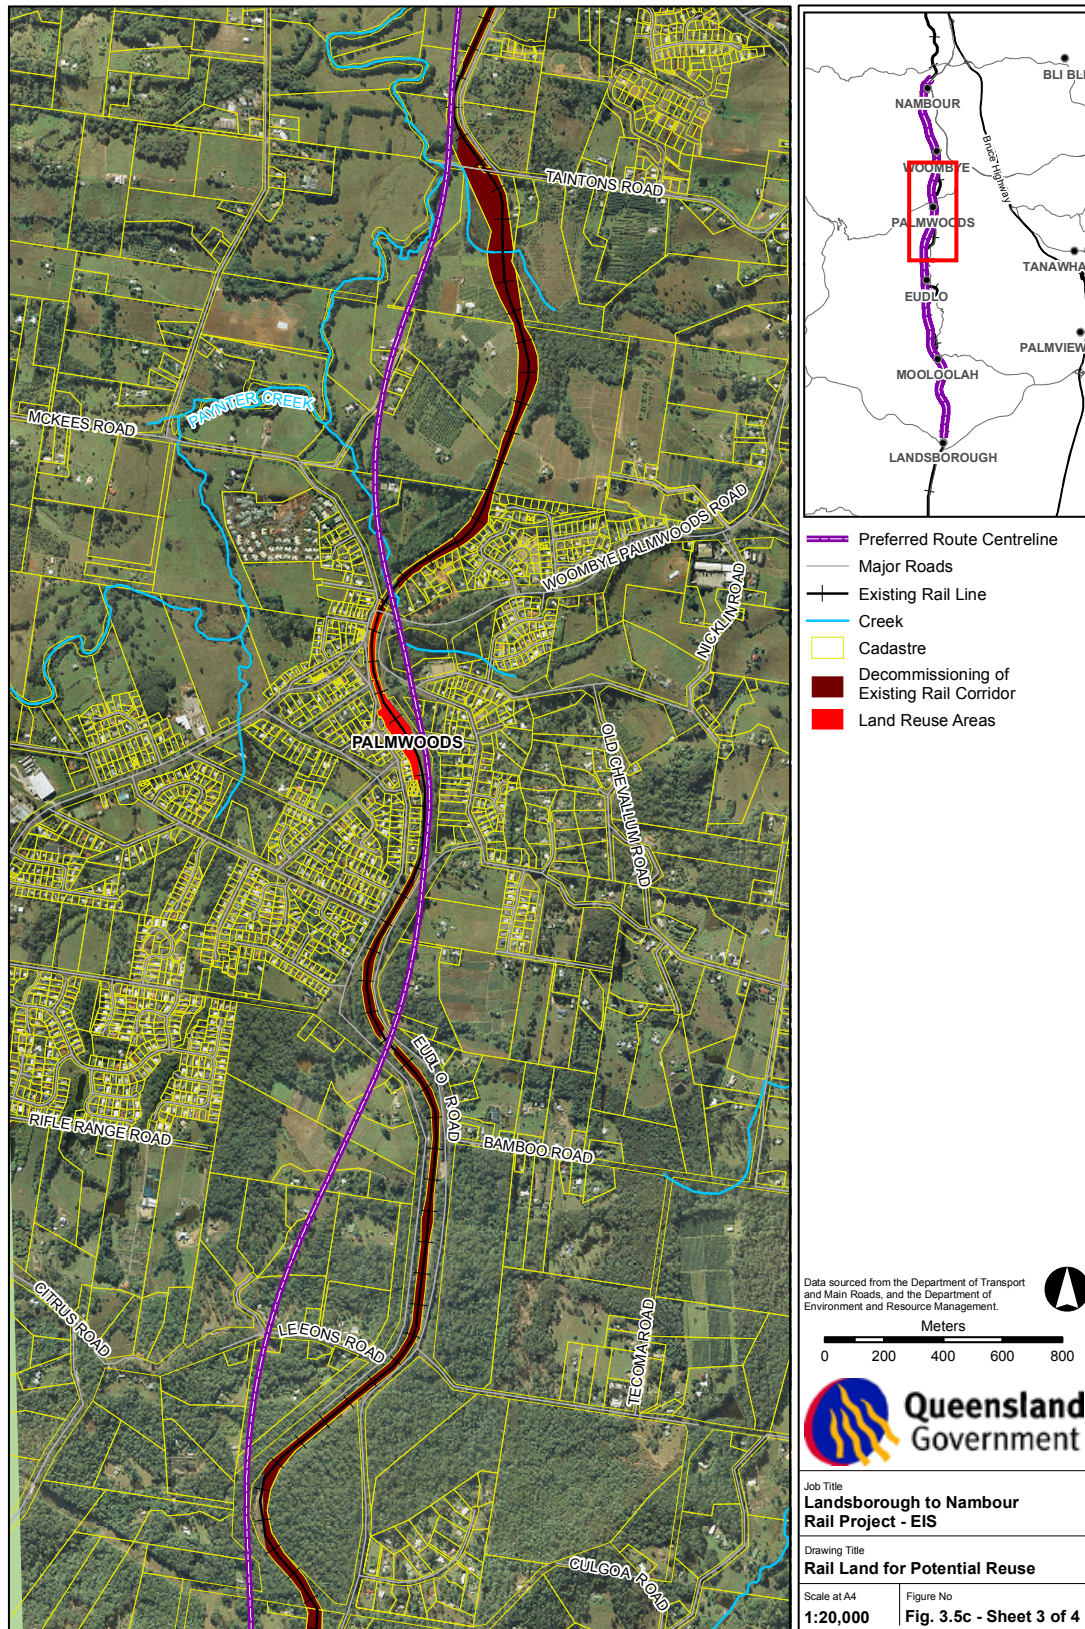 TAINTONS ROAD
PAYNTER CREEK
MCKEES ROAD
WOOMBYE PALMWOODS ROAD
NICKLIN ROAD
PALMWOODS
OLD CHEVALLUM ROAD
EUDLO ROAD
RIFLE RANGE ROAD
BAMBOO ROAD
CITRUS ROAD
LEEONS ROAD
TECOMA ROAD
CULGOA ROAD
BLI BLI
NAMBOUR
Bruce Highway
WOOMBYE
PALMWOODS
TANAWHA
EUDLO
PALMVIEW
MOOLOOLAH
LANDSBOROUGH
Preferred Route Centreline
Major Roads
Existing Rail Line
Creek
Cadastre
Decommissioning of
Existing Rail Corridor
Land Reuse Areas
Data sourced from the Department of Transport
and Main Roads, and the Department of
Environment and Resource Management.
Meters
0 200 400 600 800
Queensland
Government
Job Title
Landsborough to Nambour
Rail Project - EIS
Drawing Title
Rail Land for Potential Reuse
Scale at A4
1:20,000
Figure No
Fig. 3.5c - Sheet 3 of 4